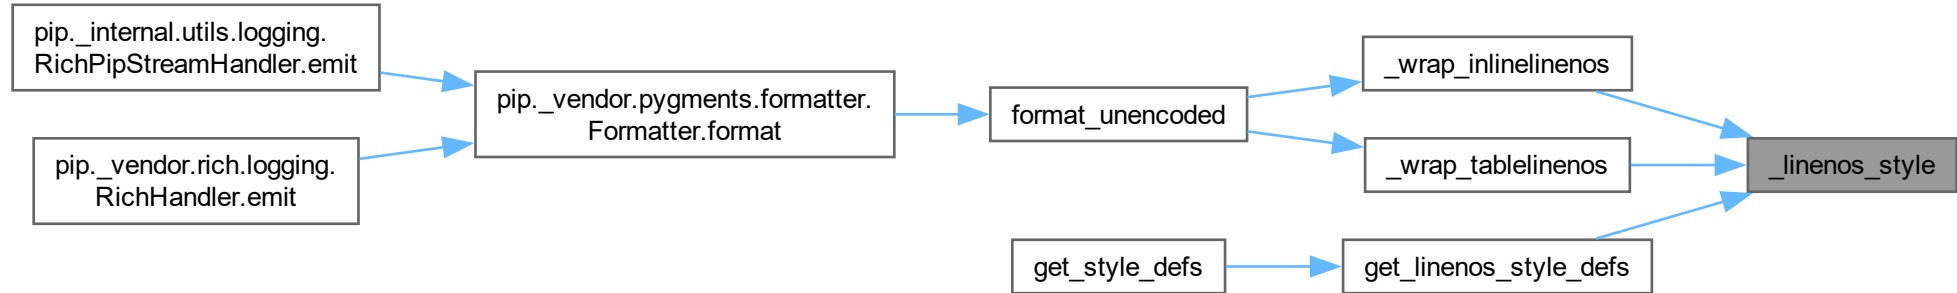 pip._internal.utils.logging.
RichPipStreamHandler.emit
pip._vendor.rich.logging.
RichHandler.emit
pip._vendor.pygments.formatter.
Formatter.format
format_unencoded
get_style_defs
_wrap_inlinelinenos
_wrap_tablelinenos
get_linenos_style_defs
_linenos_style